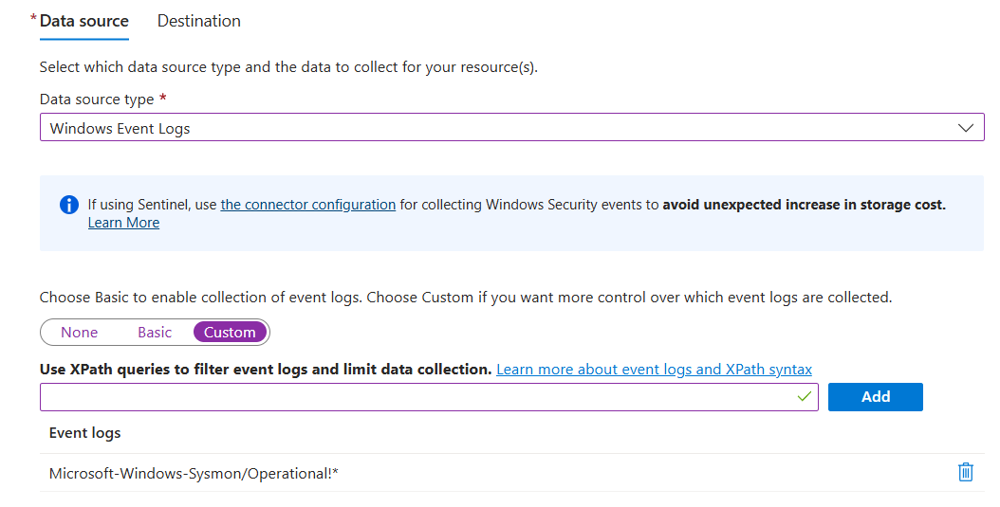 * Data source Destination
Select which data source type and the data to collect for your resource(s).
Data source type *
Windows Event Logs
If using Sentinel, use the connector configuration for collecting Windows Security events to avoid unexpected increase in storage cost.
Learn More
Choose Basic to enable collection of event logs. Choose Custom if you want more control over which event logs are collected.
None Basic Custom
Use XPath queries to filter event logs and limit data collection. Learn more about event logs and XPath syntax
Add
Event logs
Microsoft-Windows-Sysmon/Operational!*